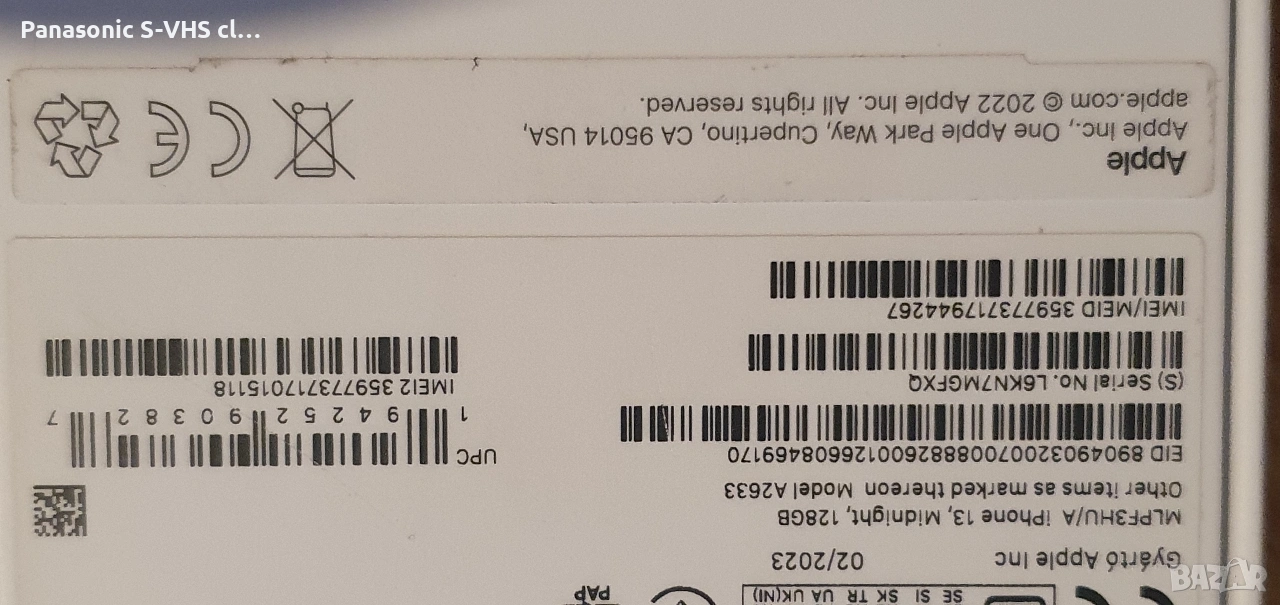 Panasonic S-VHS cl...
SE SI SK TR UA UK(NI)
PAP
Gyártó Apple Inc 02/2023
MLPF3HU/A iPhone 13, Midnight, 128GB
Other items as marked thereon Model A2633
EID 89049032007008882600126608469170
UPC
1 94252 90382 7
(S) Serial No. L6KN7MGFXQ
IMEI2 359773717015118
IMEI/MEID 359773717944267
Apple
Apple Inc., One Apple Park Way, Cupertino, CA 95014 USA,
apple.com © 2022 Apple Inc. All rights reserved.
BAZAR